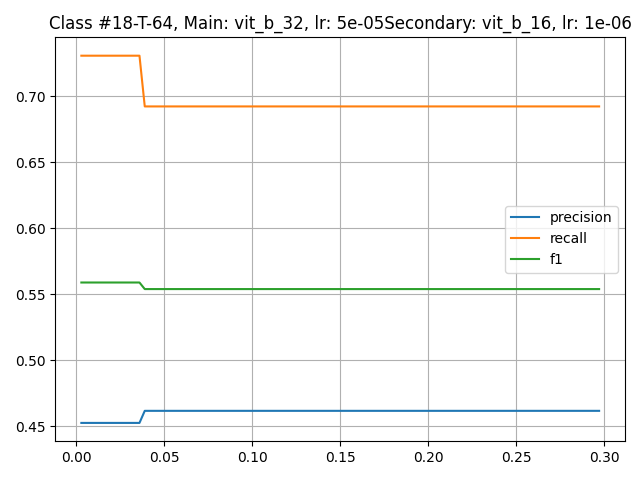 Class #18-T-64, Main: vit_b_32, lr: 5e-05Secondary: vit_b_16, lr: 1e-06
0.70
0.65
0.60
0.55
0.50
0.45
precision
recall
f1
0.00 0.05 0.10 0.15 0.20 0.25 0.30